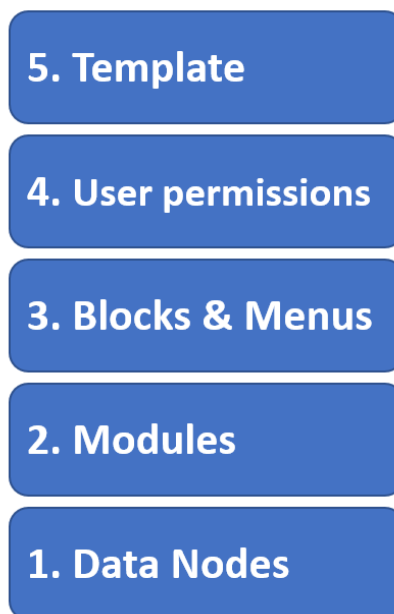 5. Template
4. User permissions
3. Blocks & Menus
2. Modules
1. Data Nodes